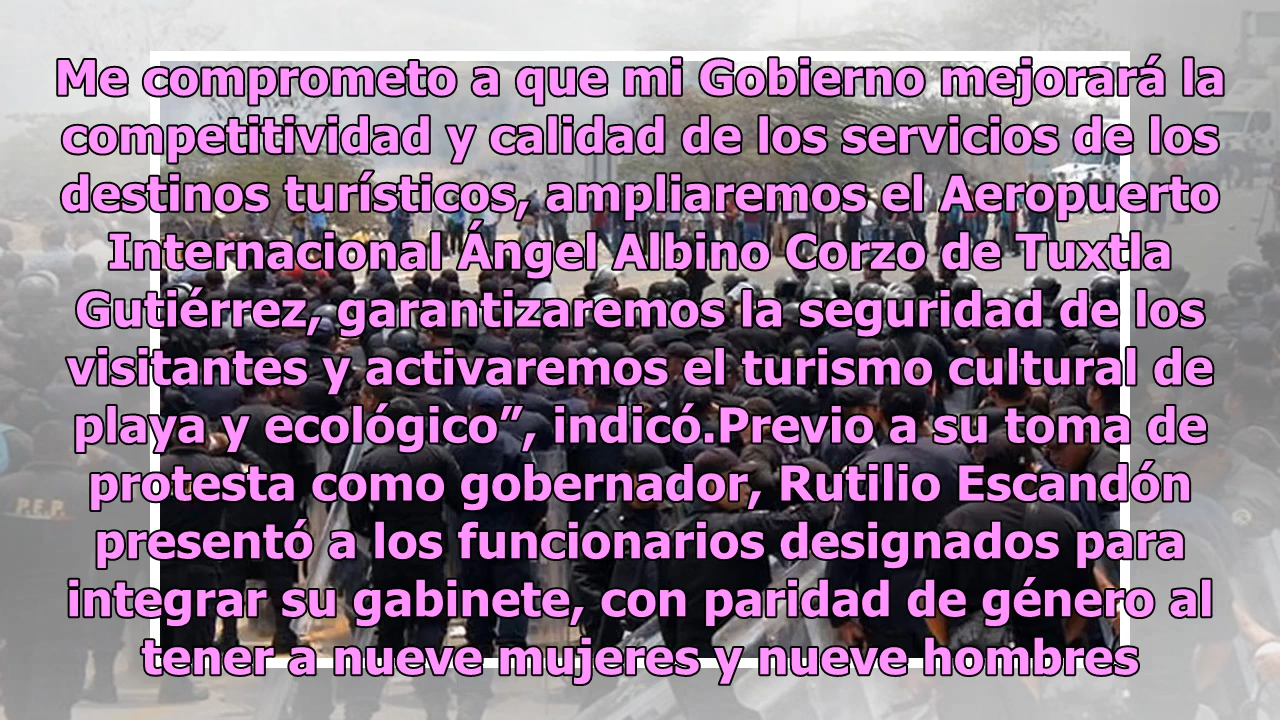 Me comprometo a que mi Gobierno mejorará la
competitividad y calidad de los servicios de los
destinos turísticos, ampliaremos el Aeropuerto
Internacional Ángel Albino Corzo de Tuxtla
Gutiérrez, garantizaremos la seguridad de los
visitantes y activaremos el turismo cultural de
playa y ecológico”, indicó.Previo a su toma de
protesta como gobernador, Rutilio Escandón
presentó a los funcionarios designados para
integrar su gabinete, con paridad de género al
tener a nueve mujeres y nueve hombres
P.E.P.